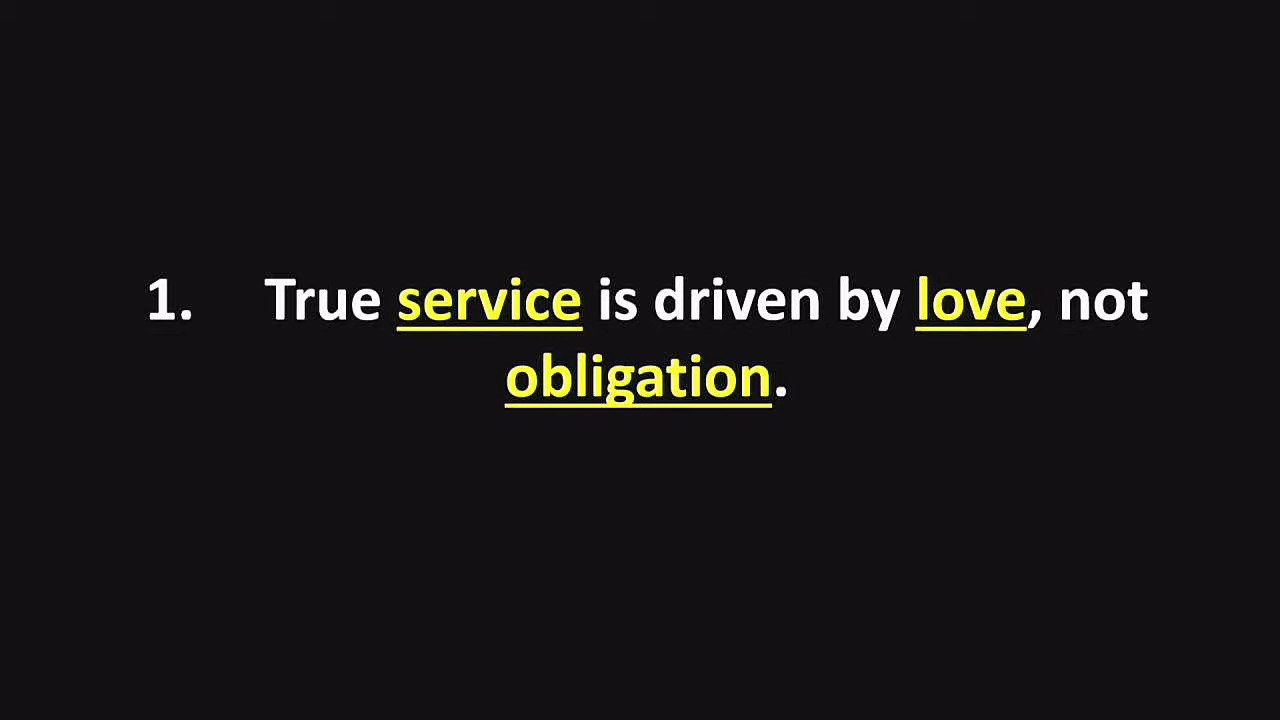 1. True service is driven by love, not
obligation.